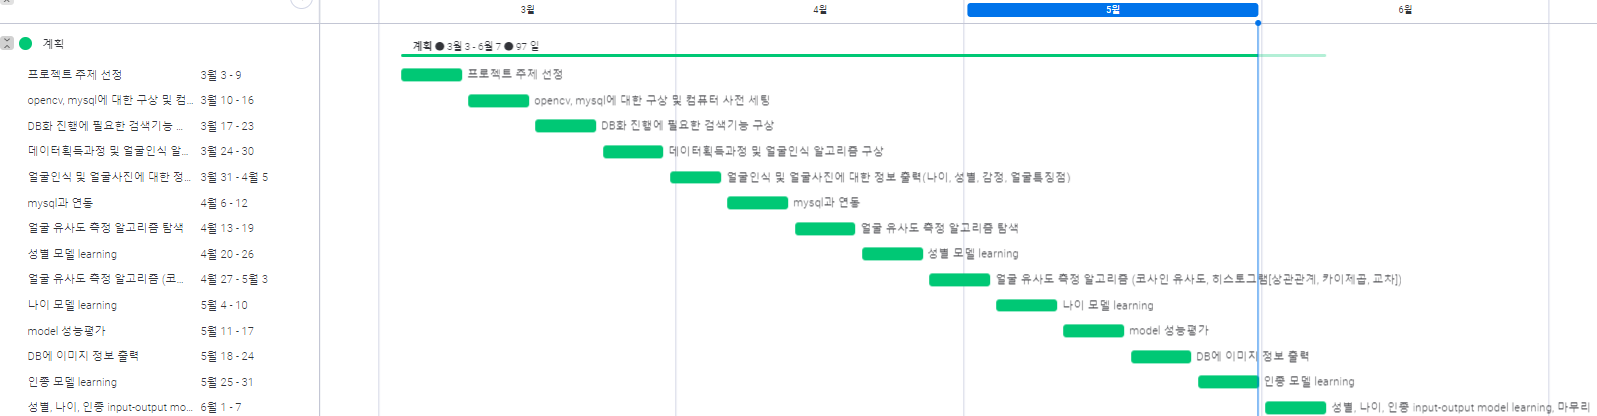 3월 4월 5월 6월
계획 계획 ● 3월 3 - 6월 7 ● 97 일
프로젝트 주제 선정 3월 3 - 9 프로젝트 주제 선정
opencv, mysql에 대한 구상 및 컴... 3월 10 - 16 opencv, mysql에 대한 구상 및 컴퓨터 사전 세팅
DB화 진행에 필요한 검색기능 ... 3월 17 - 23 DB화 진행에 필요한 검색기능 구상
데이터획득과정 및 얼굴인식 알... 3월 24 - 30 데이터획득과정 및 얼굴인식 알고리즘 구상
얼굴인식 및 얼굴사진에 대한 정... 3월 31 - 4월 5 얼굴인식 및 얼굴사진에 대한 정보 출력(나이, 성별, 감정, 얼굴특징점)
mysql과 연동 4월 6 - 12 mysql과 연동
얼굴 유사도 측정 알고리즘 탐색 4월 13 - 19 얼굴 유사도 측정 알고리즘 탐색
성별 모델 learning 4월 20 - 26 성별 모델 learning
얼굴 유사도 측정 알고리즘 (코... 4월 27 - 5월 3 얼굴 유사도 측정 알고리즘 (코사인 유사도, 히스토그램[상관관계, 카이제곱, 교차])
나이 모델 learning 5월 4 - 10 나이 모델 learning
model 성능평가 5월 11 - 17 model 성능평가
DB에 이미지 정보 출력 5월 18 - 24 DB에 이미지 정보 출력
인종 모델 learning 5월 25 - 31 인종 모델 learning
성별, 나이, 인종 input-output mo... 6월 1 - 7 성별, 나이, 인종 input-output model learning, 마무리